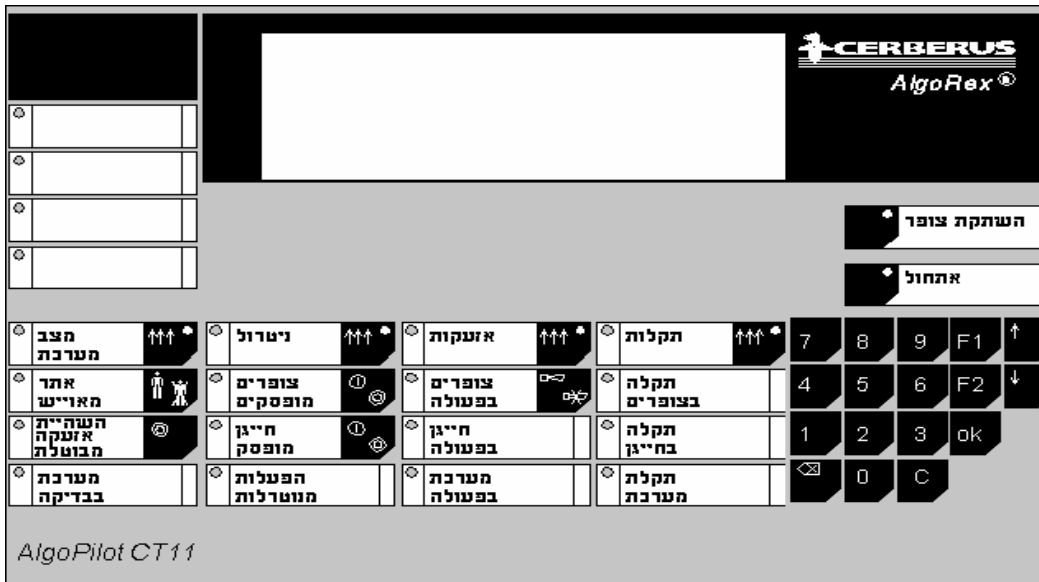 CERBERUS
AlgoRex ®
השתקת צופר
אתחול
מצב
מערכת
ניטרול
אזעקות
תקלות
7 8 9 F1 ↑
אתר
מאוייש
צופרים
מופסקים
צופרים
בפעולה
תקלה
בצופרים
4 5 6 F2 ↓
השהיית
אזעקה
מבוטלת
חייגן
מופסק
חייגן
בפעולה
תקלה
בחייגן
1 2 3 ok
מערכת
בבדיקה
הפעלות
מנוטרלות
מערכת
בפעולה
תקלת
מערכת
0 C
AlgoPilot CT11